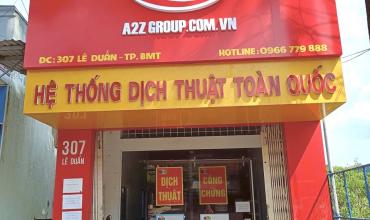 A2Z GROUP.COM.VN
ĐC: 307 LÊ DUẨN - TP. BMT
HOTLINE: 0966 779 888
HỆ THỐNG DỊCH THUẬT TOÀN QUỐC
307
LÊ DUẨN
DỊCH
THUẬT
CÔNG
CHỨNG